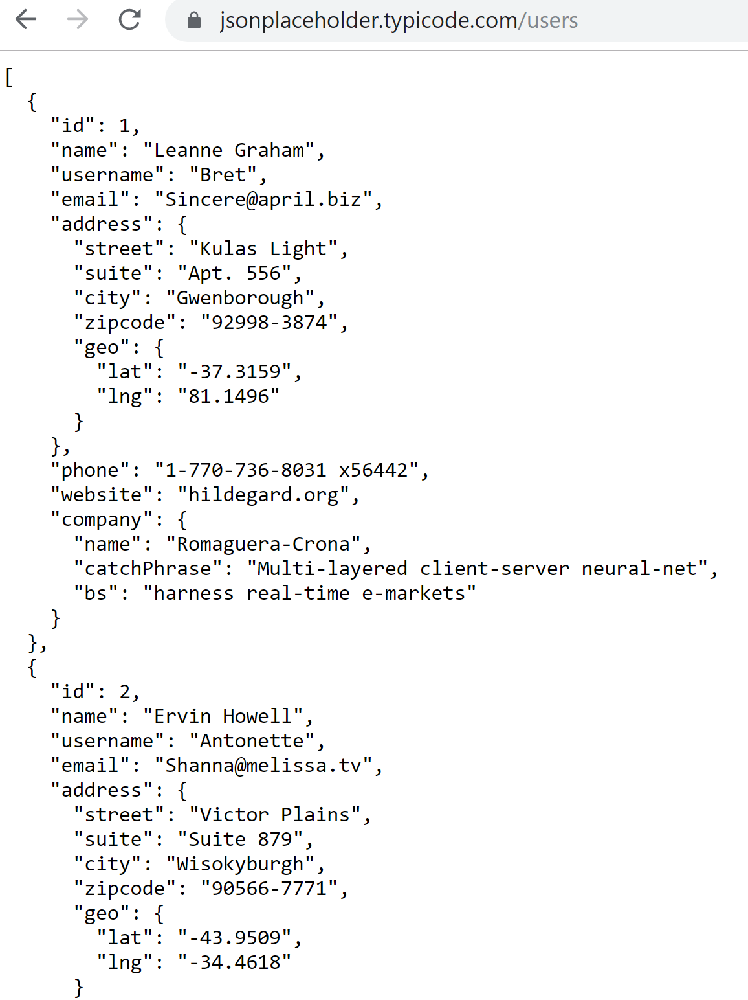 jsonplaceholder.typicode.com/users
[
  {
    "id": 1,
    "name": "Leanne Graham",
    "username": "Bret",
    "email": "Sincere@april.biz",
    "address": {
      "street": "Kulas Light",
      "suite": "Apt. 556",
      "city": "Gwenborough",
      "zipcode": "92998-3874",
      "geo": {
        "lat": "-37.3159",
        "lng": "81.1496"
      }
    },
    "phone": "1-770-736-8031 x56442",
    "website": "hildegard.org",
    "company": {
      "name": "Romaguera-Crona",
      "catchPhrase": "Multi-layered client-server neural-net",
      "bs": "harness real-time e-markets"
    }
  },
  {
    "id": 2,
    "name": "Ervin Howell",
    "username": "Antonette",
    "email": "Shanna@melissa.tv",
    "address": {
      "street": "Victor Plains",
      "suite": "Suite 879",
      "city": "Wisokyburgh",
      "zipcode": "90566-7771",
      "geo": {
        "lat": "-43.9509",
        "lng": "-34.4618"
      }